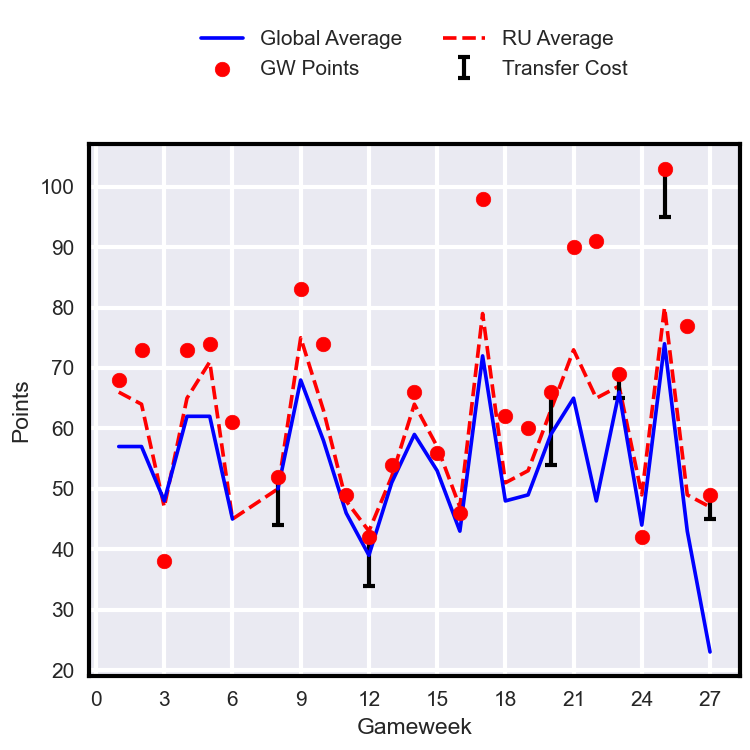 Global Average
RU Average
GW Points
Transfer Cost
100
90
80
70
60
50
40
30
20
Points
0 3 6 9 12 15 18 21 24 27
Gameweek